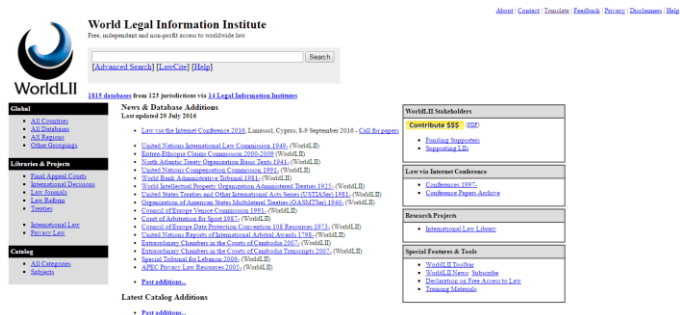 About | Contact | Translate | Feedback | Privacy | Disclaimers | Help
World Legal Information Institute
Free, independent and non-profit access to worldwide law
Search
[Advanced Search] [LawCite] [Help]
WorldLII
1815 databases from 123 jurisdictions via 14 Legal Information Institutes
Global
All Countries
All Databases
All Regions
Other Groupings
Libraries & Projects
Final Appeal Courts
International Decisions
Law Journals
Law Reform
Treaties
International Law
Privacy Law
Catalog
All Categories
Subjects
News & Database Additions
Last updated 20 July 2016
Law via the Internet Conference 2016, Limassol, Cyprus, 8-9 September 2016 - Call for papers
United Nations International Law Commission 1949- (WorldLII)
Eritrea-Ethiopia Claims Commission 2000-2009 (WorldLII)
North Atlantic Treaty Organization Basic Texts 1941- (WorldLII)
United Nations Compensation Commission 1991- (WorldLII)
World Bank Administrative Tribunal 1981- (WorldLII)
World Intellectual Property Organization Administered Treaties 1925- (WorldLII)
United States Treaties and Other International Acts Series (USTIASer) 1981- (WorldLII)
Organization of American States Multilateral Treaties (OASMTSer) 1940- (WorldLII)
Council of Europe Venice Commission 1991- (WorldLII)
Court of Arbitration for Sport 1987- (WorldLII)
Council of Europe Data Protection Convention 108 Resources 1973- (WorldLII)
United Nations Reports of International Arbitral Awards 1798- (WorldLII)
Extraordinary Chambers in the Courts of Cambodia 2007- (WorldLII)
Extraordinary Chambers in the Courts of Cambodia Transcripts 2007- (WorldLII)
Special Tribunal for Lebanon 2009- (WorldLII)
APEC Privacy Law Resources 2005- (WorldLII)
Past additions...
Latest Catalog Additions
Past additions...
WorldLII Stakeholders
Contribute $$$ (PDF)
Funding Supporters
Supporting LIIs
Law via Internet Conference
Conferences 1997-
Conference Papers Archive
Research Projects
International Law Library
Special Features & Tools
WorldLII Toolbar
WorldLII News: Subscribe
Declaration on Free Access to Law
Training Materials